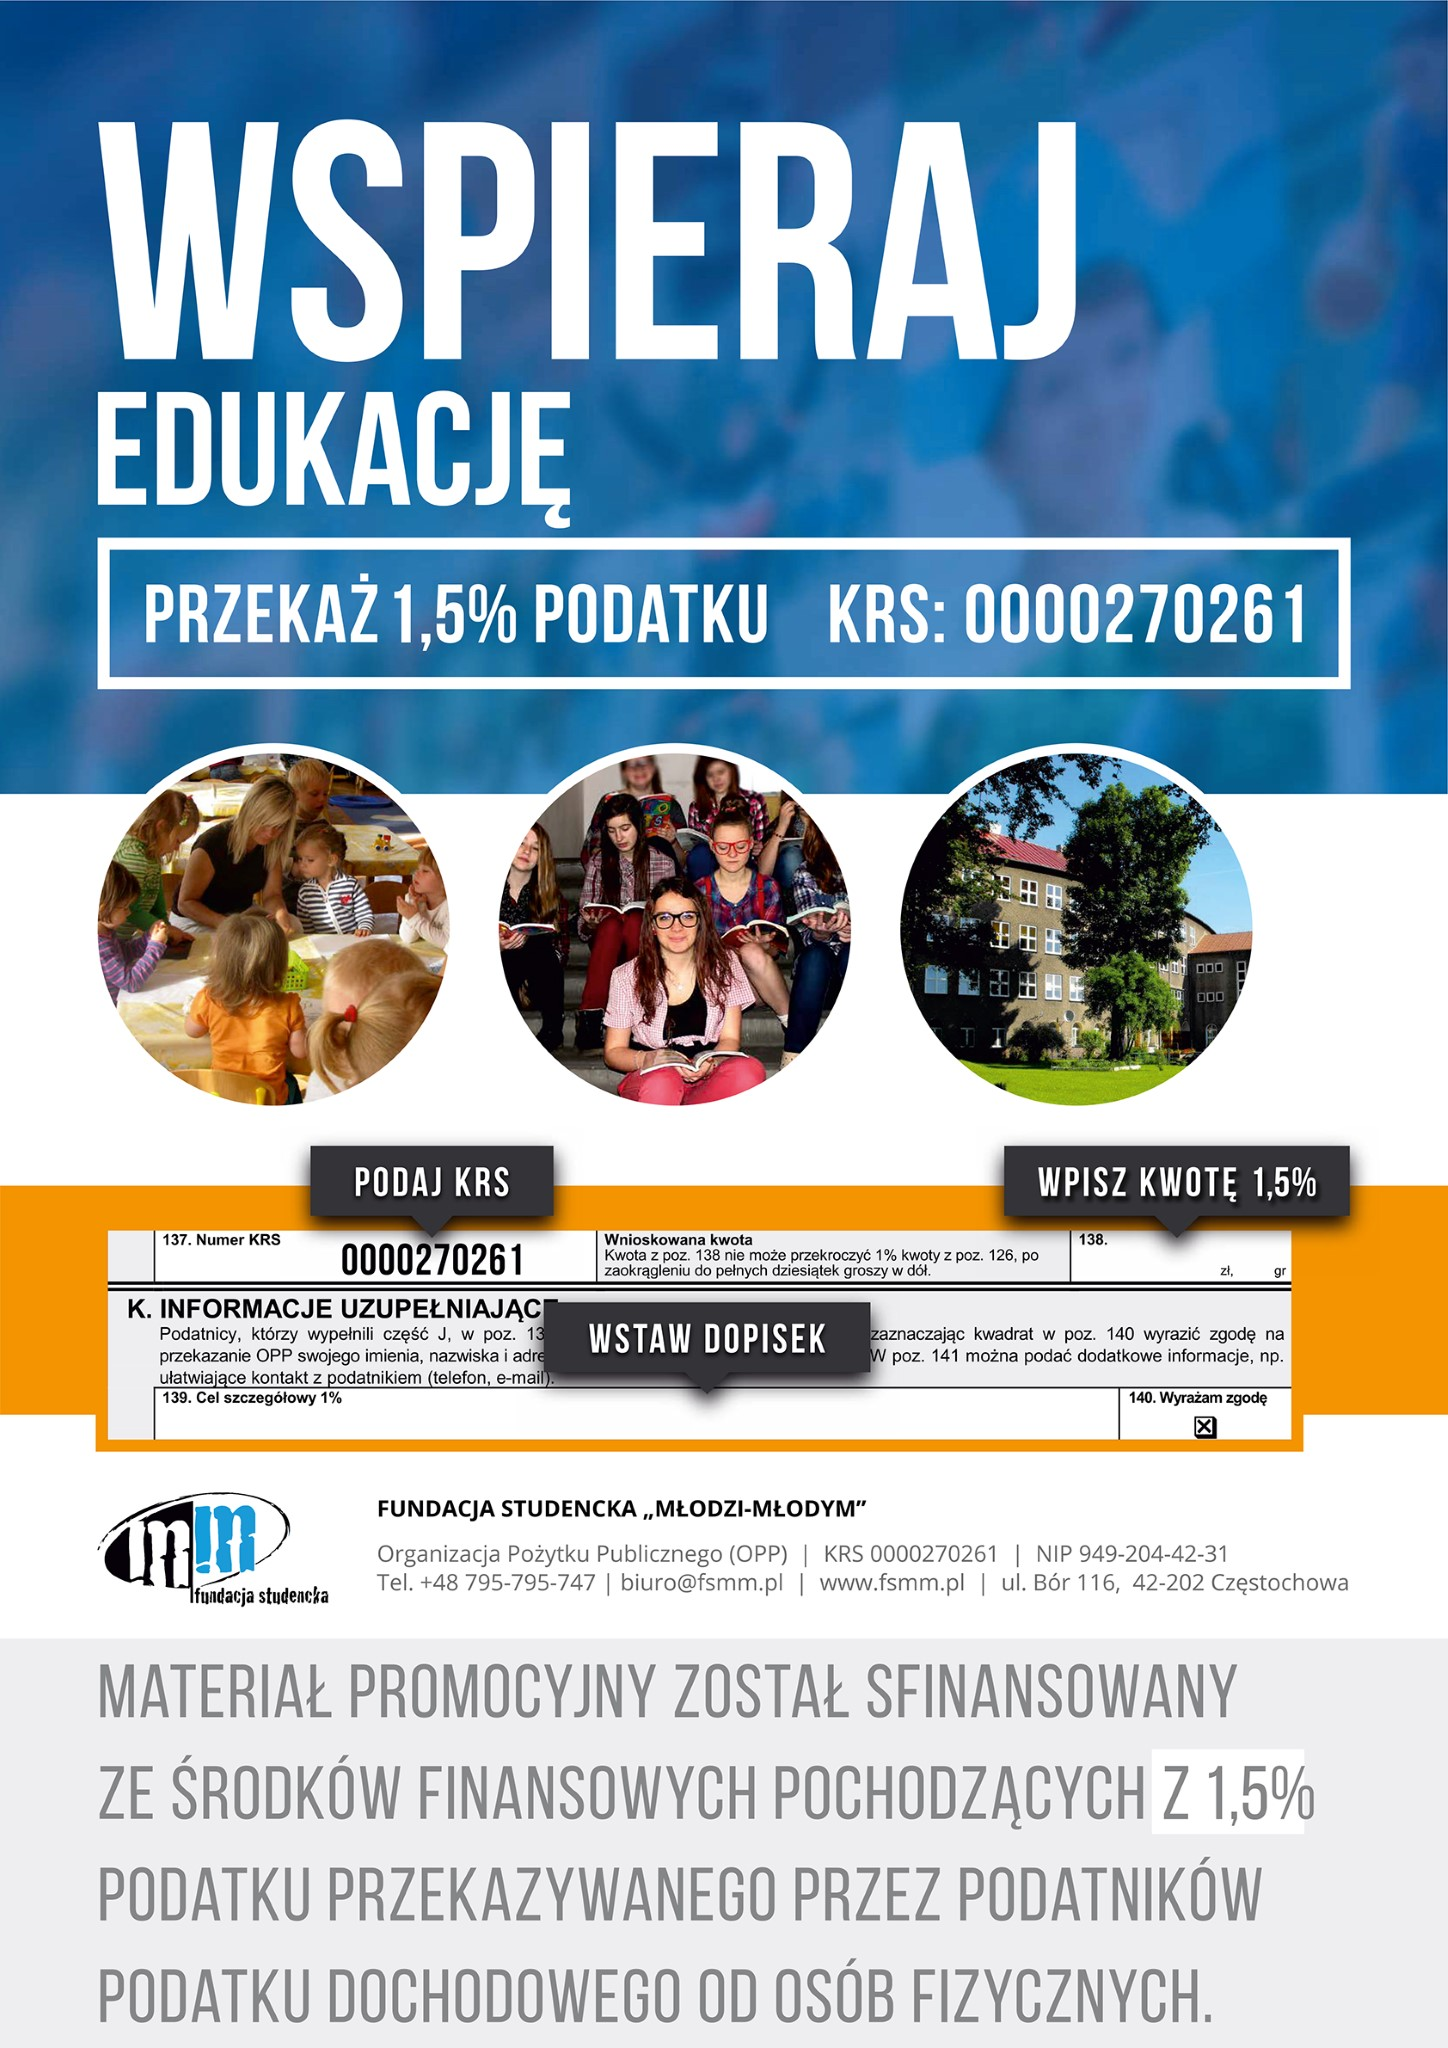 WSPIERAJ
EDUKACJĘ
PRZEKAŻ 1,5% PODATKU KRS: 0000270261
PODAJ KRS
WPISZ KWOTĘ 1,5%
137. Numer KRS
0000270261
Wnioskowana kwota
Kwota z poz. 138 nie może przekroczyć 1% kwoty z poz. 126, po
zaokrągleniu do pełnych dziesiątek groszy w dół.
138.
zł, gr
K. INFORMACJE UZUPEŁNIAJĄC
WSTAW DOPISEK
Podatnicy, którzy wypełnili część J, w poz. 13 zaznaczając kwadrat w poz. 140 wyrazić zgodę na
przekazanie OPP swojego imienia, nazwiska i adre W poz. 141 można podać dodatkowe informacje, np.
ułatwiające kontakt z podatnikiem (telefon, e-mail).
139. Cel szczegółowy 1%
140. Wyrażam zgodę
mm
fundacja studencka
FUNDACJA STUDENCKA „MŁODZI-MŁODYM”
Organizacja Pożytku Publicznego (OPP) | KRS 0000270261 | NIP 949-204-42-31
Tel. +48 795-795-747 | biuro@fsmm.pl | www.fsmm.pl | ul. Bór 116, 42-202 Częstochowa
MATERIAŁ PROMOCYJNY ZOSTAŁ SFINANSOWANY
ZE ŚRODKÓW FINANSOWYCH POCHODZĄCYCH Z 1,5%
PODATKU PRZEKAZYWANEGO PRZEZ PODATNIKÓW
PODATKU DOCHODOWEGO OD OSÓB FIZYCZNYCH.